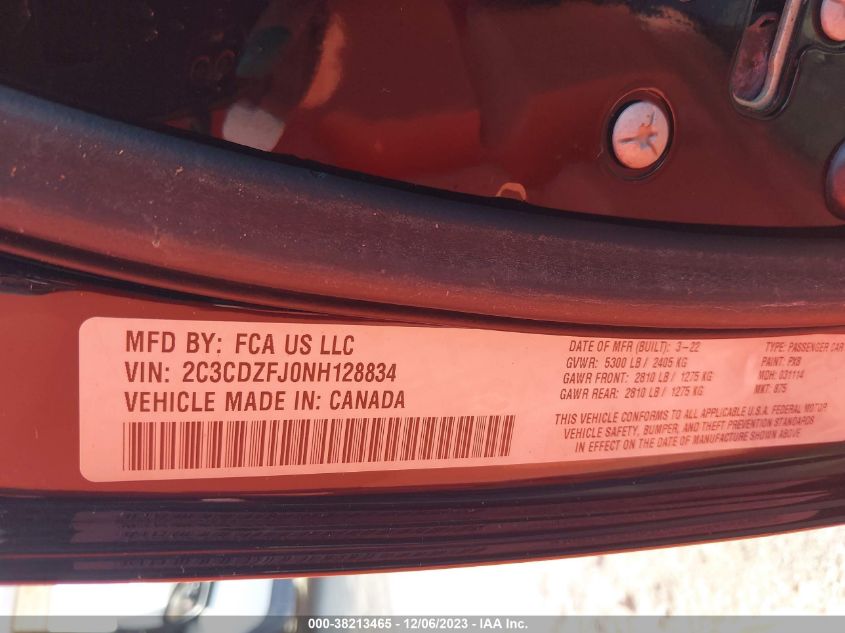 MFD BY: FCA US LLC
VIN: 2C3CDZFJ0NH128834
VEHICLE MADE IN: CANADA
DATE OF MFR (BUILT): 3-22
GVWR: 5300 LB / 2405 KG
GAWR FRONT: 2810 LB / 1275 KG
GAWR REAR: 2810 LB / 1275 KG
TYPE: PASSENGER CAR
PAINT: PX8
MDH: 031114
MKT: 875
THIS VEHICLE CONFORMS TO ALL APPLICABLE U.S.A. FEDERAL MOTOR
VEHICLE SAFETY, BUMPER, AND THEFT PREVENTION STANDARDS
IN EFFECT ON THE DATE OF MANUFACTURE SHOWN ABOVE
000-38213465 - 12/06/2023 - IAA Inc.